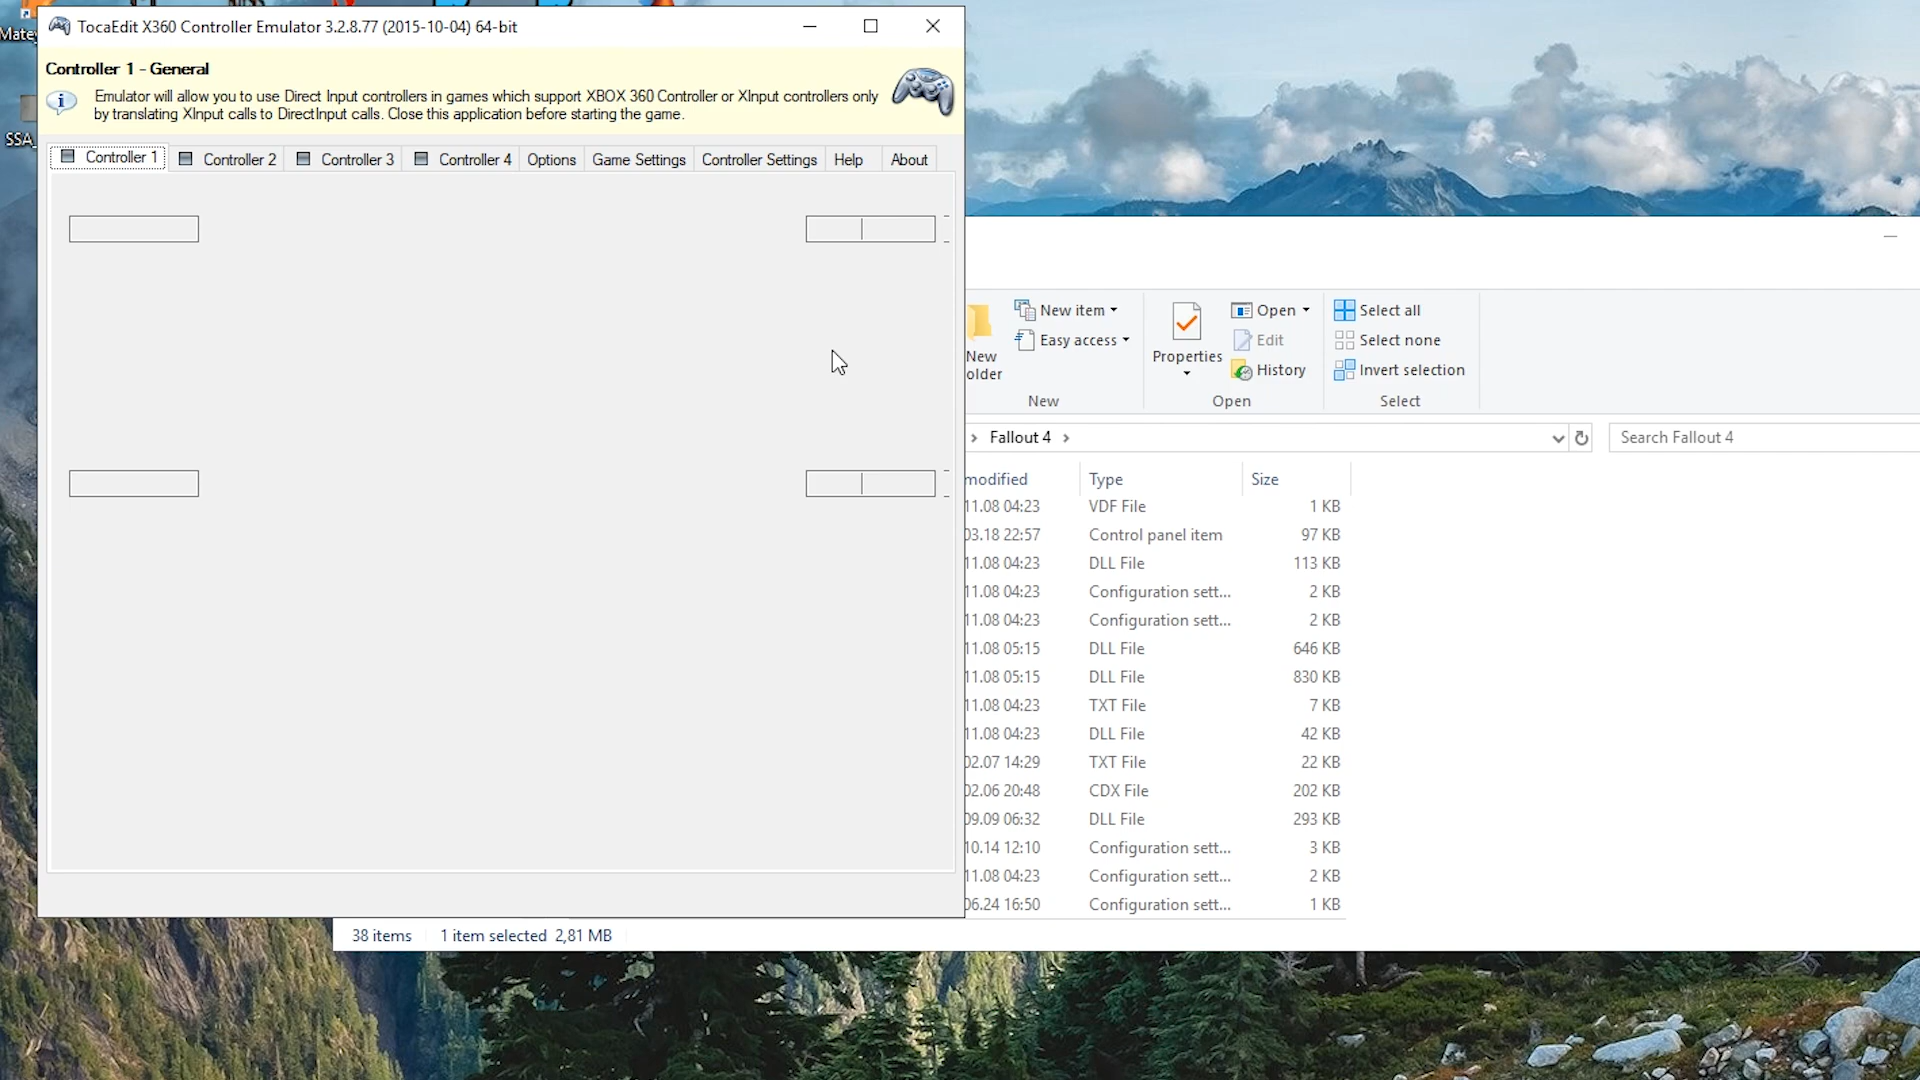 Mate
SSA_
TocaEdit X360 Controller Emulator 3.2.8.77 (2015-10-04) 64-bit
Controller 1 - General
Emulator will allow you to use Direct Input controllers in games which support XBOX 360 Controller or XInput controllers only
by translating XInput calls to DirectInput calls. Close this application before starting the game.
Controller 1
Controller 2
Controller 3
Controller 4
Options
Game Settings
Controller Settings
Help
About
New
older
New item
Easy access
New
Properties
Open
Edit
History
Open
Select all
Select none
Invert selection
Select
Fallout 4
Search Fallout 4
modified Type Size
11.08 04:23 VDF File 1 KB
03.18 22:57 Control panel item 97 KB
11.08 04:23 DLL File 113 KB
11.08 04:23 Configuration sett... 2 KB
11.08 04:23 Configuration sett... 2 KB
11.08 05:15 DLL File 646 KB
11.08 05:15 DLL File 830 KB
11.08 04:23 TXT File 7 KB
11.08 04:23 DLL File 42 KB
02.07 14:29 TXT File 22 KB
02.06 20:48 CDX File 202 KB
09.09 06:32 DLL File 293 KB
10.14 12:10 Configuration sett... 3 KB
11.08 04:23 Configuration sett... 2 KB
06.24 16:50 Configuration sett... 1 KB
38 items 1 item selected 2,81 MB